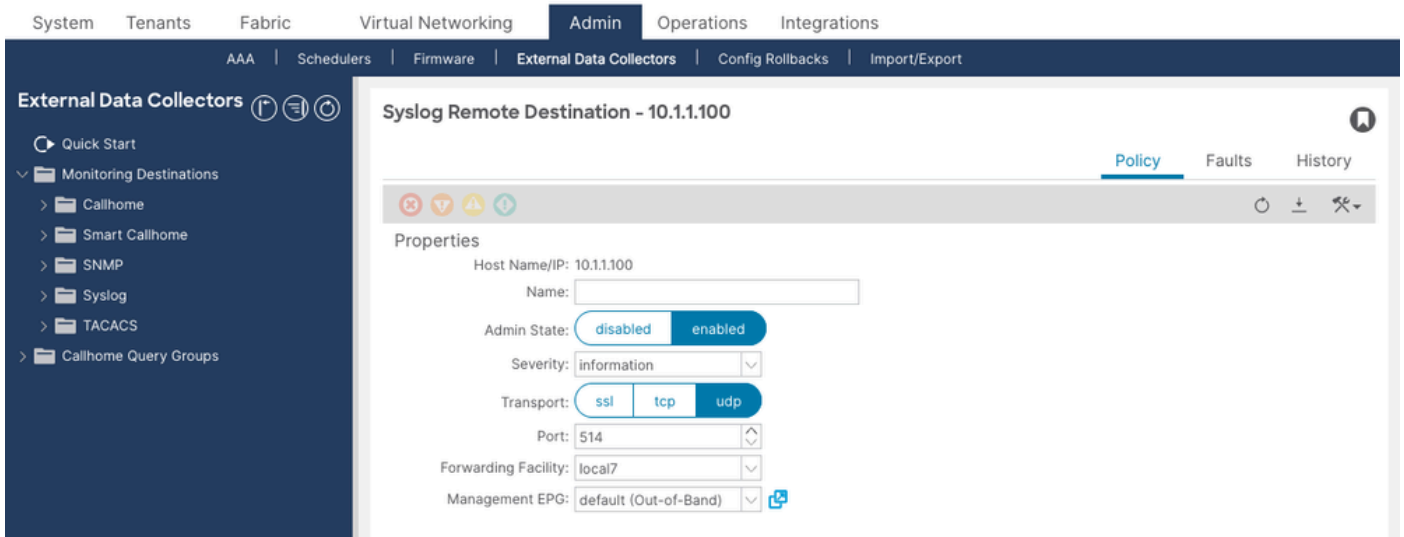 System Tenants Fabric Virtual Networking Admin Operations Integrations
AAA | Schedulers | Firmware | External Data Collectors | Config Rollbacks | Import/Export
External Data Collectors
Quick Start
Monitoring Destinations
Callhome
Smart Callhome
SNMP
Syslog
TACACS
Callhome Query Groups
Syslog Remote Destination - 10.1.1.100
Policy Faults History
Properties
Host Name/IP: 10.1.1.100
Name:
Admin State: disabled enabled
Severity: information
Transport: ssl tcp udp
Port: 514
Forwarding Facility: local7
Management EPG: default (Out-of-Band)